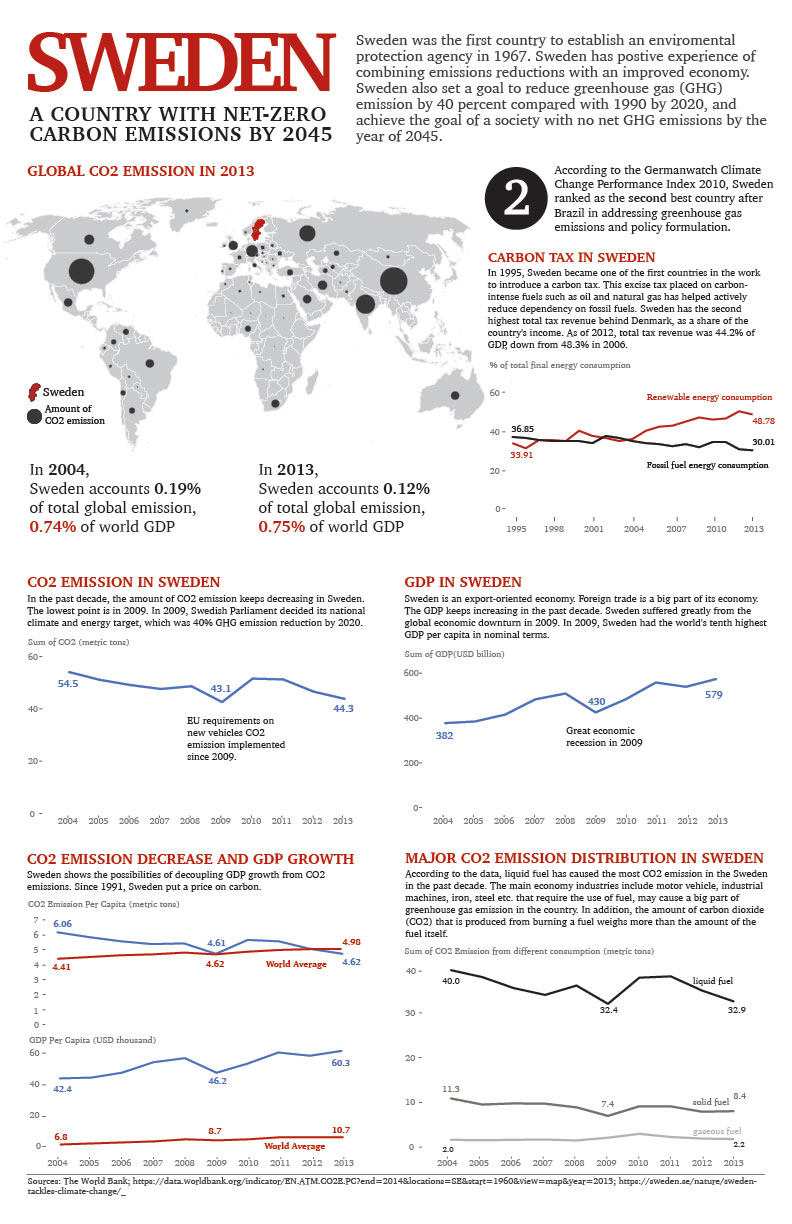 SWEDEN
A COUNTRY WITH NET-ZERO
CARBON EMISSIONS BY 2045
Sweden was the first country to establish an enviromental
protection agency in 1967. Sweden has postive experience of
combining emissions reductions with an improved economy.
Sweden also set a goal to reduce greenhouse gas (GHG)
emission by 40 percent compared with 1990 by 2020, and
achieve the goal of a society with no net GHG emissions by the
year of 2045.
GLOBAL CO2 EMISSION IN 2013
Sweden
Amount of
CO2 emission
In 2004,
Sweden accounts 0.19%
of total global emission,
0.74% of world GDP
In 2013,
Sweden accounts 0.12%
of total global emission,
0.75% of world GDP
2
According to the Germanwatch Climate
Change Performance Index 2010, Sweden
ranked as the second best country after
Brazil in addressing greenhouse gas
emissions and policy formulation.
CARBON TAX IN SWEDEN
In 1995, Sweden became one of the first countries in the work
to introduce a carbon tax. This excise tax placed on carbon-
intense fuels such as oil and natural gas has helped actively
reduce dependency on fossil fuels. Sweden has the second
highest total tax revenue behind Denmark, as a share of the
country's income. As of 2012, total tax revenue was 44.2% of
GDP, down from 48.3% in 2006.
% of total final energy consumption
60
40
20
0
Renewable energy consumption
48.78
36.85
33.91
30.01
Fossil fuel energy consumption
1995 1998 2001 2004 2007 2010 2013
CO2 EMISSION IN SWEDEN
In the past decade, the amount of CO2 emission keeps decreasing in Sweden.
The lowest point is in 2009. In 2009, Swedish Parliament decided its national
climate and energy target, which was 40% GHG emission reduction by 2020.
Sum of CO2 (metric tons)
60
40
20
0
54.5
43.1
44.3
EU requirements on
new vehicles CO2
emission implemented
since 2009.
2004 2005 2006 2007 2008 2009 2010 2011 2012 2013
GDP IN SWEDEN
Sweden is an export-oriented economy. Foreign trade is a big part of its economy.
The GDP keeps increasing in the past decade. Sweden suffered greatly from the
global economic downturn in 2009. In 2009, Sweden had the world's tenth highest
GDP per capita in nominal terms.
Sum of GDP(USD billion)
600
400
200
0
382
430
579
Great economic
recession in 2009
2004 2005 2006 2007 2008 2009 2010 2011 2012 2013
CO2 EMISSION DECREASE AND GDP GROWTH
Sweden shows the possibilities of decoupling GDP growth from CO2
emissions. Since 1991, Sweden put a price on carbon.
CO2 Emission Per Capita (metric tons)
7
6
5
4
3
2
1
0
6.06
4.41
4.61
4.62
World Average
4.98
4.62
GDP Per Capita (USD thousand)
60
40
20
0
42.4
46.2
60.3
6.8
8.7
10.7
World Average
2004 2005 2006 2007 2008 2009 2010 2011 2012 2013
MAJOR CO2 EMISSION DISTRIBUTION IN SWEDEN
According to the data, liquid fuel has caused the most CO2 emission in the Sweden
in the past decade. The main economy industries include motor vehicle, industrial
machines, iron, steel etc. that require the use of fuel, may cause a big part of
greenhouse gas emission in the country. In addition, the amount of carbon dioxide
(CO2) that is produced from burning a fuel weighs more than the amount of the
fuel itself.
Sum of CO2 Emission from different consumption (metric tons)
40
30
20
10
0
40.0
32.4
liquid fuel
32.9
11.3
7.4
solid fuel
8.4
gaseous fuel
2.0
2.2
2004 2005 2006 2007 2008 2009 2010 2011 2012 2013
Sources: The World Bank; https://data.worldbank.org/indicator/EN.ATM.CO2E.PC?end=2014&locations=SE&start=1960&view=map&year=2013; https://sweden.se/nature/sweden-
tackles-climate-change/_